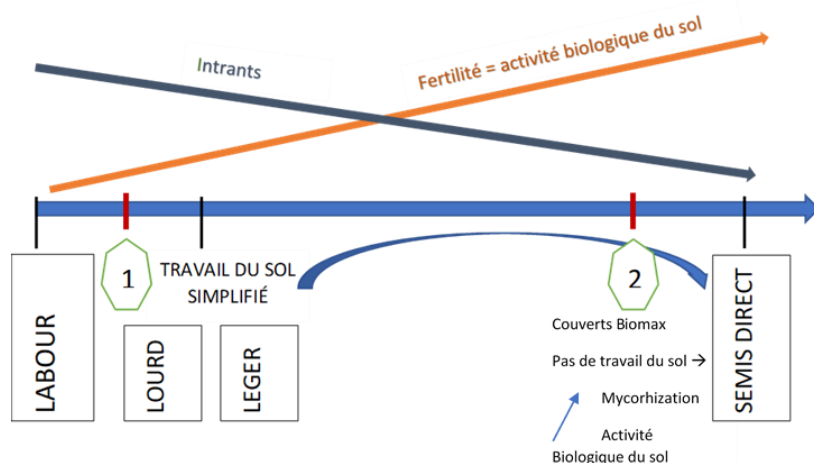 Intrants
Fertilité = activité biologique du sol
LABOUR
1
TRAVAIL DU SOL
SIMPLIFIÉ
LOURD
LEGER
2
Couverts Biomax
Pas de travail du sol →
Mycorhization
Activité
Biologique du sol
SEMIS DIRECT